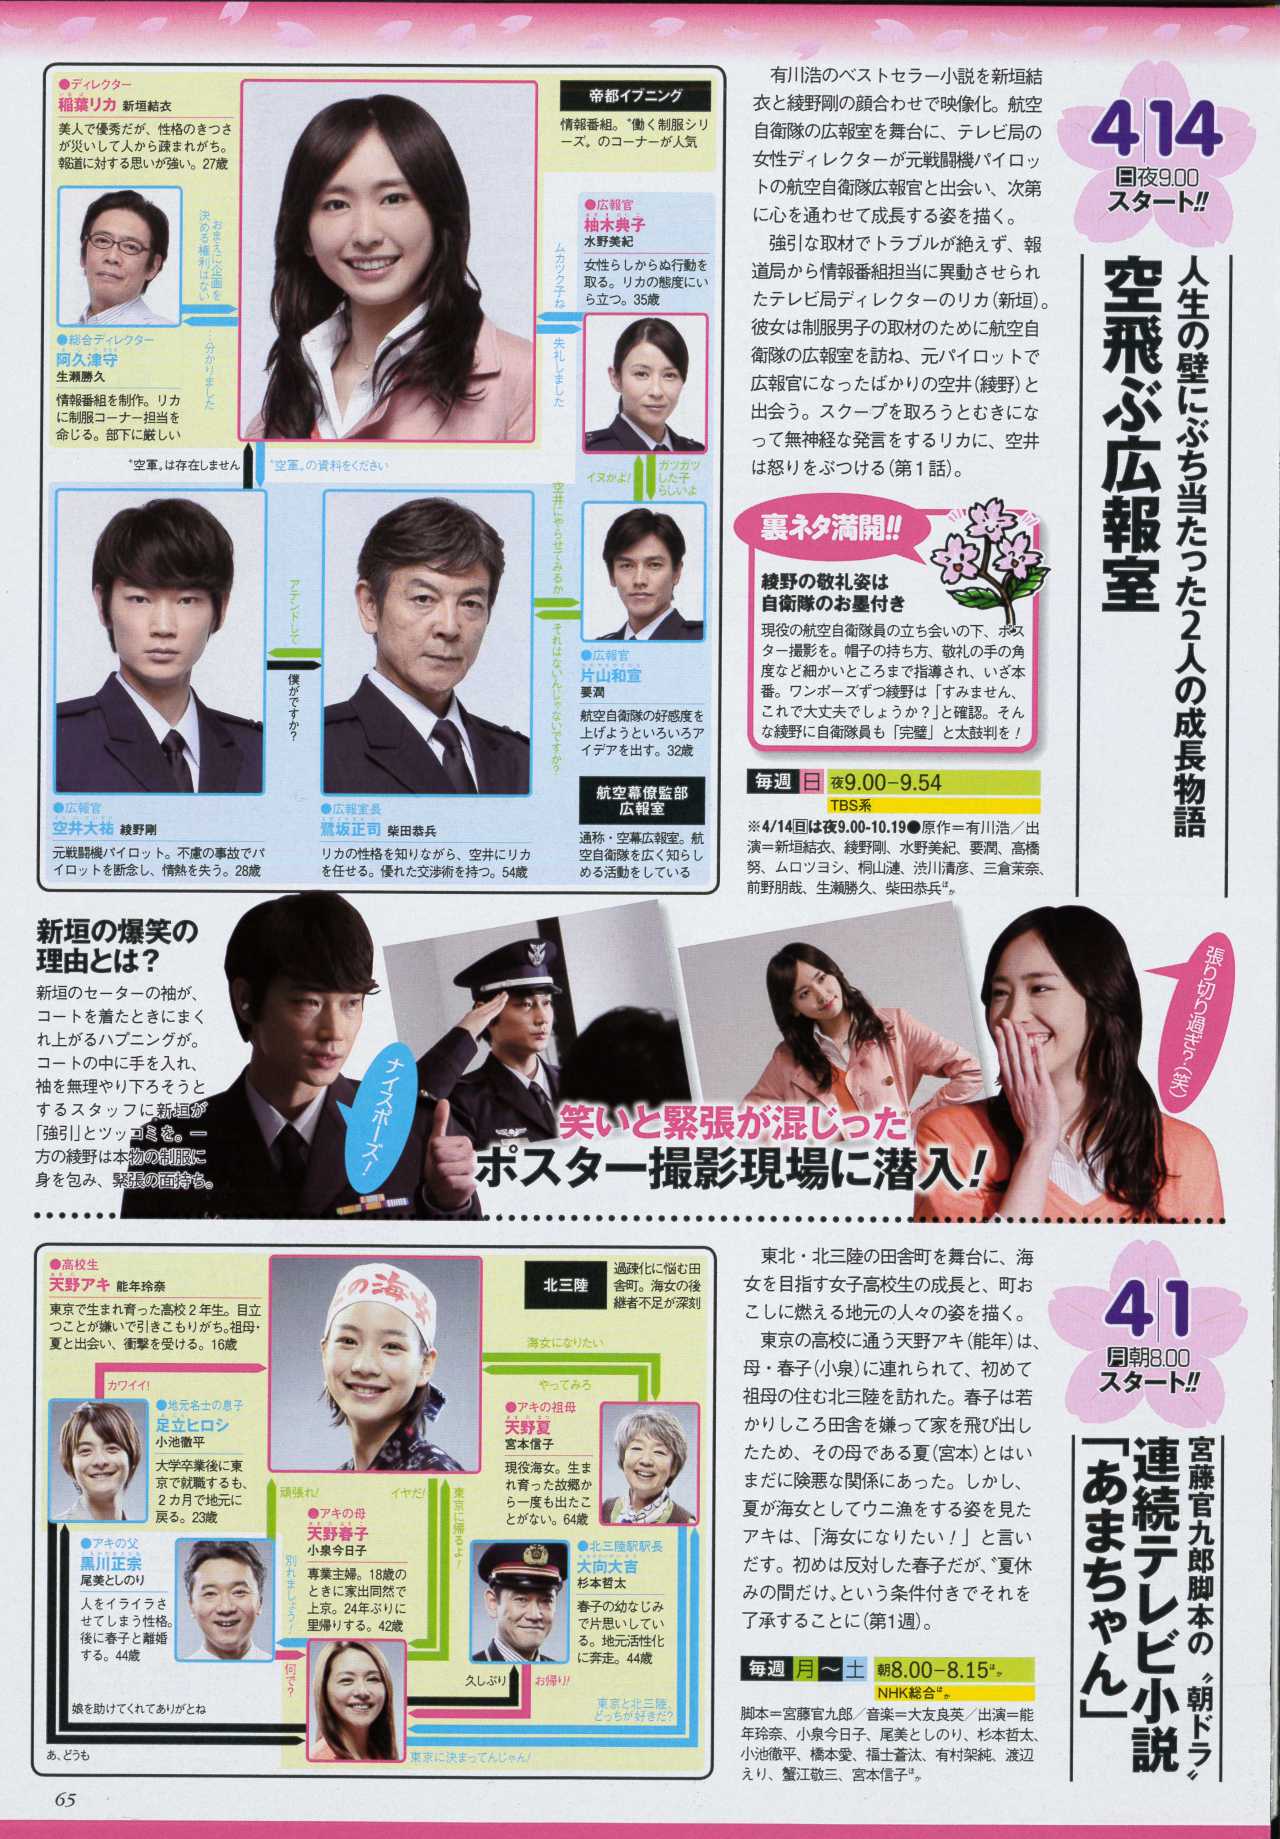 4/14
日夜9.00
スタート!!
人生の壁にぶち当たった2人の成長物語
空飛ぶ広報室
有川浩のベストセラー小説を新垣結
衣と綾野剛の顔合わせで映像化。航空
自衛隊の広報室を舞台に、テレビ局の
女性ディレクターが元戦闘機パイロッ
トの航空自衛隊広報官と出会い、次第
に心を通わせて成長する姿を描く。
強引な取材でトラブルが絶えず、報
道局から情報番組担当に異動させられ
たテレビ局ディレクターのリカ(新垣)。
彼女は制服男子の取材のために航空自
衛隊の広報室を訪ね、元パイロットで
広報官になったばかりの空井(綾野)と
出会う。スクープを取ろうとむきにな
って無神経な発言をするリカに、空井
は怒りをぶつける(第1話)。
裏ネタ満開!!
綾野の敬礼姿は
自衛隊のお墨付き
現役の航空自衛隊員の立ち会いの下、ポス
ター撮影を。帽子の持ち方、敬礼の手の角
度など細かいところまで指導され、いざ本
番。ワンポーズずつ綾野は「すみません、
これで大丈夫でしょうか?」と確認。そん
な綾野に自衛隊員も「完璧」と太鼓判を!
毎週 日 夜9.00−9.54
TBS系
※4/14日は夜9.00-10.19●原作=有川浩/出
演=新垣結衣、綾野剛、水野美紀、要潤、高橋
努、ムロツヨシ、桐山漣、渋川清彦、三倉茉奈、
前野朋哉、生瀬勝久、柴田恭兵ほか
●ディレクター
稲葉リカ 新垣結衣
美人で優秀だが、性格のきつさ
が災いして人から疎まれがち。
報道に対する思いが強い。27歳
帝都イブニング
情報番組。〝働く制服シリ
ーズ〟のコーナーが人気
おまえに企画を
決める権利はない
…分かりました
●総合ディレクター
阿久津守
生瀬勝久
情報番組を制作。リカ
に制服コーナー担当を
命じる。部下に厳しい
ムカツク子ね
失礼しました
●広報官
柚木典子
水野美紀
女性らしからぬ行動を
取る。リカの態度にい
ら立つ。35歳
〝空軍〟は存在しません
〝空軍〟の資料をください
イヌかよ!
ガツガツ
した子
らしいよ
空井にやらせてみるか
それはないんじゃないですか?
アテンドして
僕がですか?
●広報官
片山和宣
要潤
航空自衛隊の好感度を
上げようといろいろア
イデアを出す。32歳
●広報官
空井大祐 綾野剛
元戦闘機パイロット。不慮の事故でパ
イロットを断念し、情熱を失う。28歳
●広報室長
鷺坂正司 柴田恭兵
リカの性格を知りながら、空井にリカ
を任せる。優れた交渉術を持つ。54歳
航空幕僚監部
広報室
通称・空幕広報室。航
空自衛隊を広く知らし
める活動をしている
新垣の爆笑の
理由とは?
新垣のセーターの袖が、
コートを着たときにまく
れ上がるハプニングが。
コートの中に手を入れ、
袖を無理やり下ろそうと
するスタッフに新垣が
「強引」とツッコミを。一
方の綾野は本物の制服に
身を包み、緊張の面持ち。
ナイスポーズ!
張り切り過ぎ?(笑)
笑いと緊張が混じった
ポスター撮影現場に潜入!
4/1
月朝8.00
スタート!!
宮藤官九郎脚本の〝朝ドラ〟
連続テレビ小説
「あまちゃん」
東北・北三陸の田舎町を舞台に、海
女を目指す女子高校生の成長と、町お
こしに燃える地元の人々の姿を描く。
東京の高校に通う天野アキ(能年)は、
母・春子(小泉)に連れられて、初めて
祖母の住む北三陸を訪れた。春子は若
かりしころ田舎を嫌って家を飛び出し
たため、その母である夏(宮本)とはい
まだに険悪な関係にあった。しかし、
夏が海女としてウニ漁をする姿を見た
アキは、「海女になりたい!」と言い
だす。初めは反対した春子だが、〝夏休
みの間だけ〟という条件付きでそれを
了承することに(第1週)。
毎週 月〜土 朝8.00−8.15ほか
NHK総合ほか
脚本=宮藤官九郎/音楽=大友良英/出演=能
年玲奈、小泉今日子、尾美としのり、杉本哲太、
小池徹平、橋本愛、福士蒼汰、有村架純、渡辺
えり、蟹江敬三、宮本信子ほか
●高校生
天野アキ 能年玲奈
東京で生まれ育った高校2年生。目立
つことが嫌いで引きこもりがち。祖母・
夏と出会い、衝撃を受ける。16歳
の海女
北三陸
過疎化に悩む田
舎町。海女の後
継者不足が深刻
海女になりたい
やってみろ
カワイイ!
●地元名士の息子
足立ヒロシ
小池徹平
大学卒業後に東
京で就職するも、
2カ月で地元に
戻る。23歳
●アキの祖母
天野夏
宮本信子
現役海女。生ま
れ育った故郷か
ら一度も出たこ
とがない。64歳
頑張れ!
イヤだ!
東京に帰るよ!
●アキの母
天野春子
小泉今日子
専業主婦。18歳の
ときに家出同然で
上京。24年ぶりに
里帰りする。42歳
●アキの父
黒川正宗
尾美としのり
人をイライラさ
せてしまう性格。
後に春子と離婚
する。44歳
別れましょう!
何で?
●北三陸駅駅長
大向大吉
杉本哲太
春子の幼なじみ
で片思いしてい
る。地元活性化
に奔走。44歳
久しぶり
お帰り!
娘を助けてくれてありがとね
あ、どうも
東京と北三陸、
どっちが好きだ?
東京に決まってんじゃん!
65